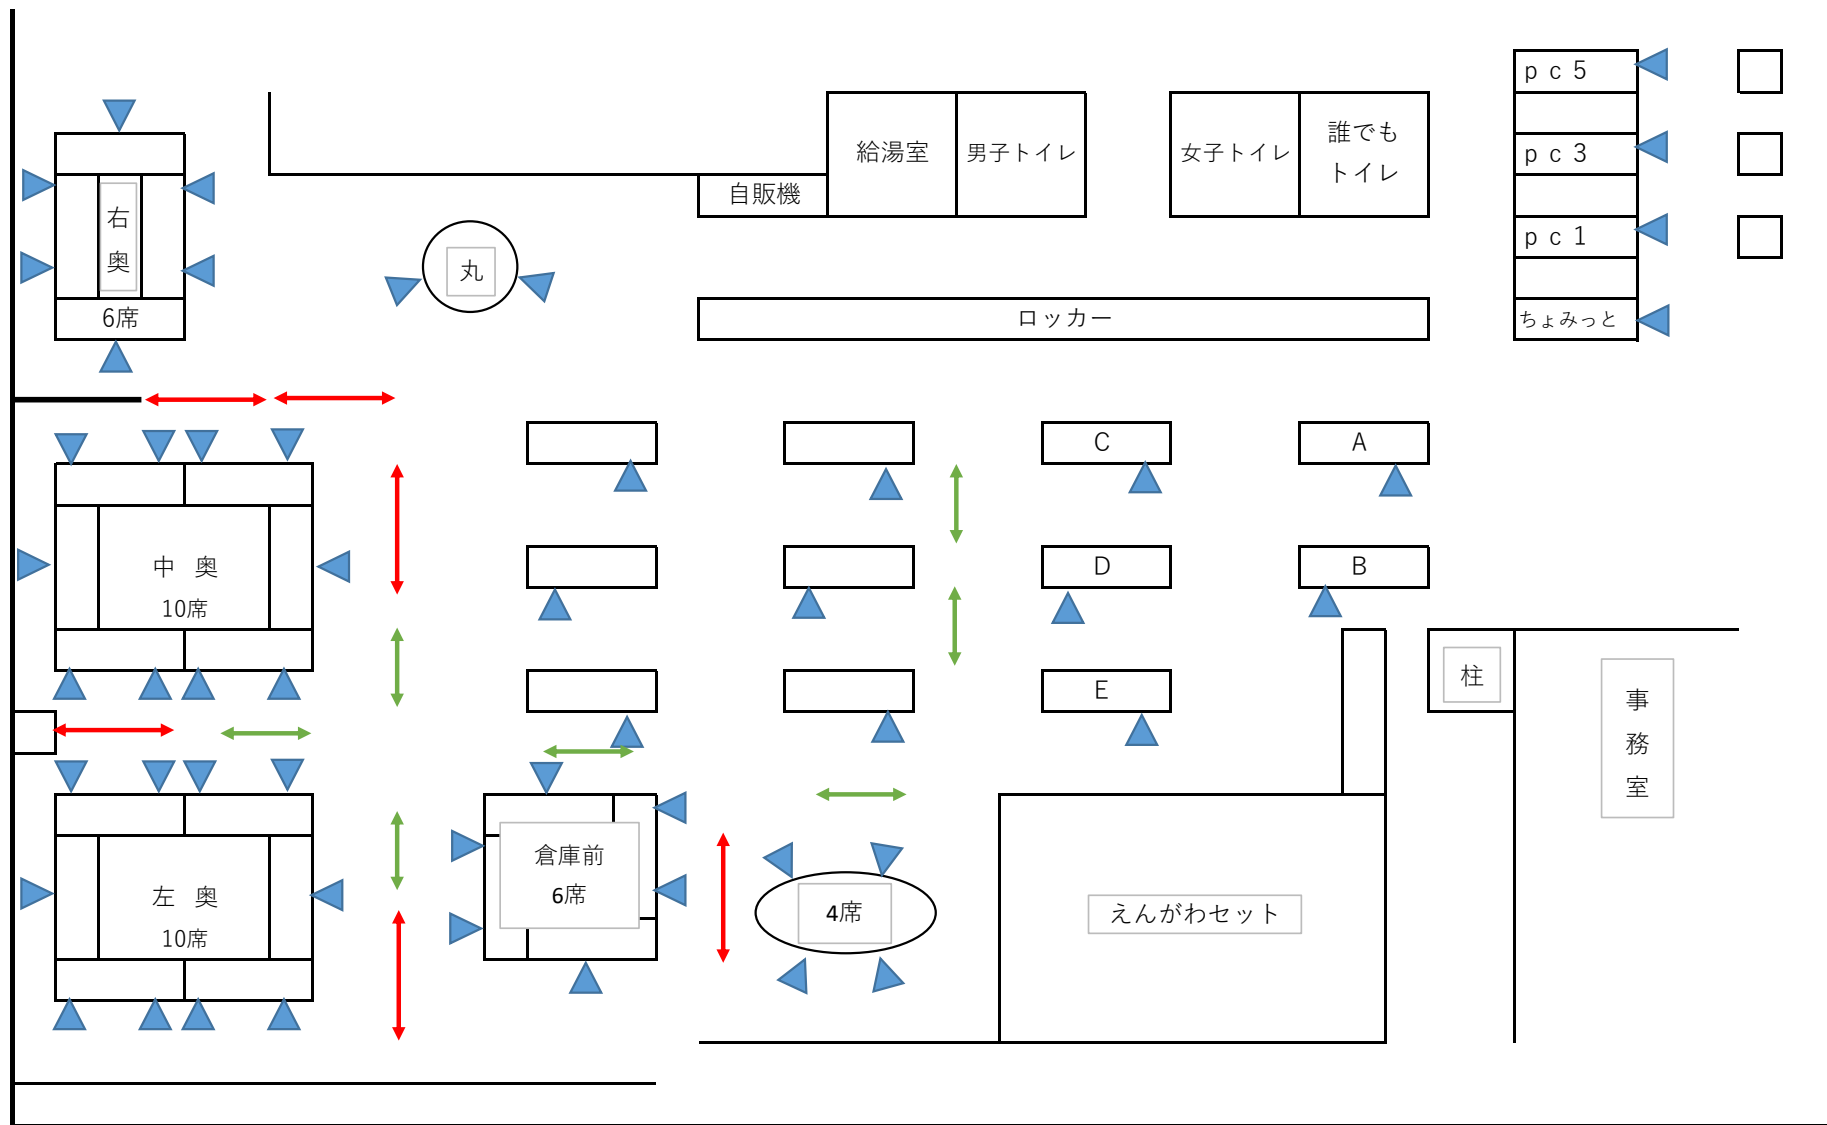 ｐｃ５
給湯室
男子トイレ
女子トイレ
誰でも
トイレ
ｐｃ３
自販機
右
奥
6席
丸
ｐｃ１
ロッカー
ちょみっと
C
A
中　奥
10席
D
B
E
柱
事
務
室
左　奥
10席
倉庫前
6席
4席
えんがわセット